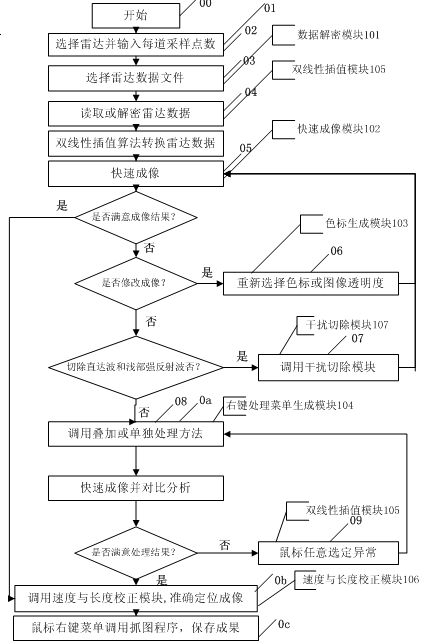 开始
00
01
选择雷达并输入每道采样点数
02
数据解密模块101
选择雷达数据文件
03
双线性插值模块105
读取或解密雷达数据
04
双线性插值算法转换雷达数据
快速成像模块102
快速成像
05
是
是否满意成像结果?
否
色标生成模块103
06
是否修改成像?
是
重新选择色标或图像透明度
否
干扰切除模块107
07
切除直达波和浅部强反射波否?
是
调用干扰切除模块
否
08
0a
右键处理菜单生成模块104
调用叠加或单独处理方法
快速成像并对比分析
双线性插值模块105
09
是否满意处理结果?
否
鼠标任意选定异常
是
0b
速度与长度校正模块106
调用速度与长度校正模块,准确定位成像
鼠标右键菜单调用抓图程序，保存成果
0c